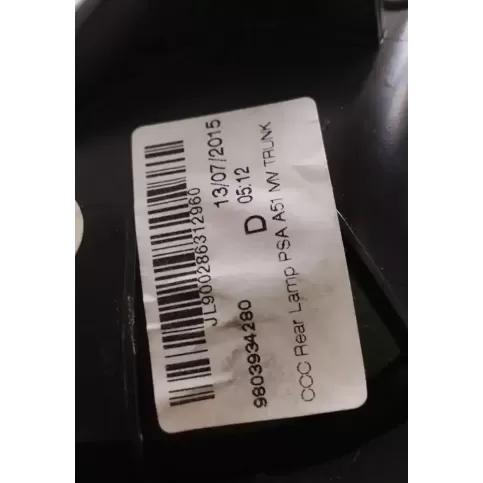 JL900286312960
13/07/2015
05:12
D
9803934280
CCC Rear Lamp PSA A51 MV TRUNK